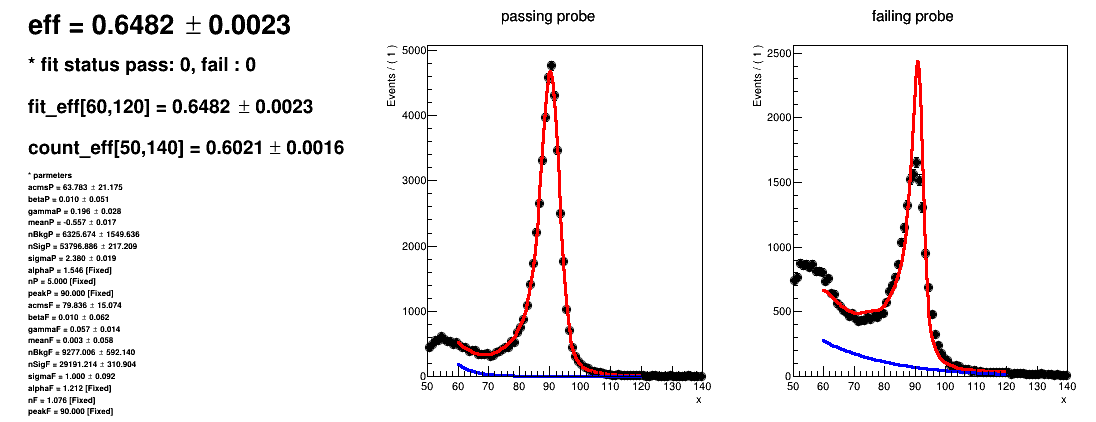 eff = 0.6482 ± 0.0023
* fit status pass: 0, fail : 0
fit_eff[60,120] = 0.6482 ± 0.0023
count_eff[50,140] = 0.6021 ± 0.0016
* parmeters
acmsP = 63.783 ± 21.175
betaP = 0.010 ± 0.051
gammaP = 0.196 ± 0.028
meanP = -0.557 ± 0.017
nBkgP = 6325.674 ± 1549.636
nSigP = 53796.886 ± 217.209
sigmaP = 2.380 ± 0.019
alphaP = 1.546 [Fixed]
nP = 5.000 [Fixed]
peakP = 90.000 [Fixed]
acmsF = 79.836 ± 15.074
betaF = 0.010 ± 0.062
gammaF = 0.057 ± 0.014
meanF = 0.003 ± 0.058
nBkgF = 9277.006 ± 592.140
nSigF = 29191.214 ± 310.904
sigmaF = 1.000 ± 0.092
alphaF = 1.212 [Fixed]
nF = 1.076 [Fixed]
peakF = 90.000 [Fixed]
passing probe
Events / ( 1 )
5000
4000
3000
2000
1000
0
50 60 70 80 90 100 110 120 130 140
x
failing probe
Events / ( 1 )
2500
2000
1500
1000
500
0
50 60 70 80 90 100 110 120 130 140
x